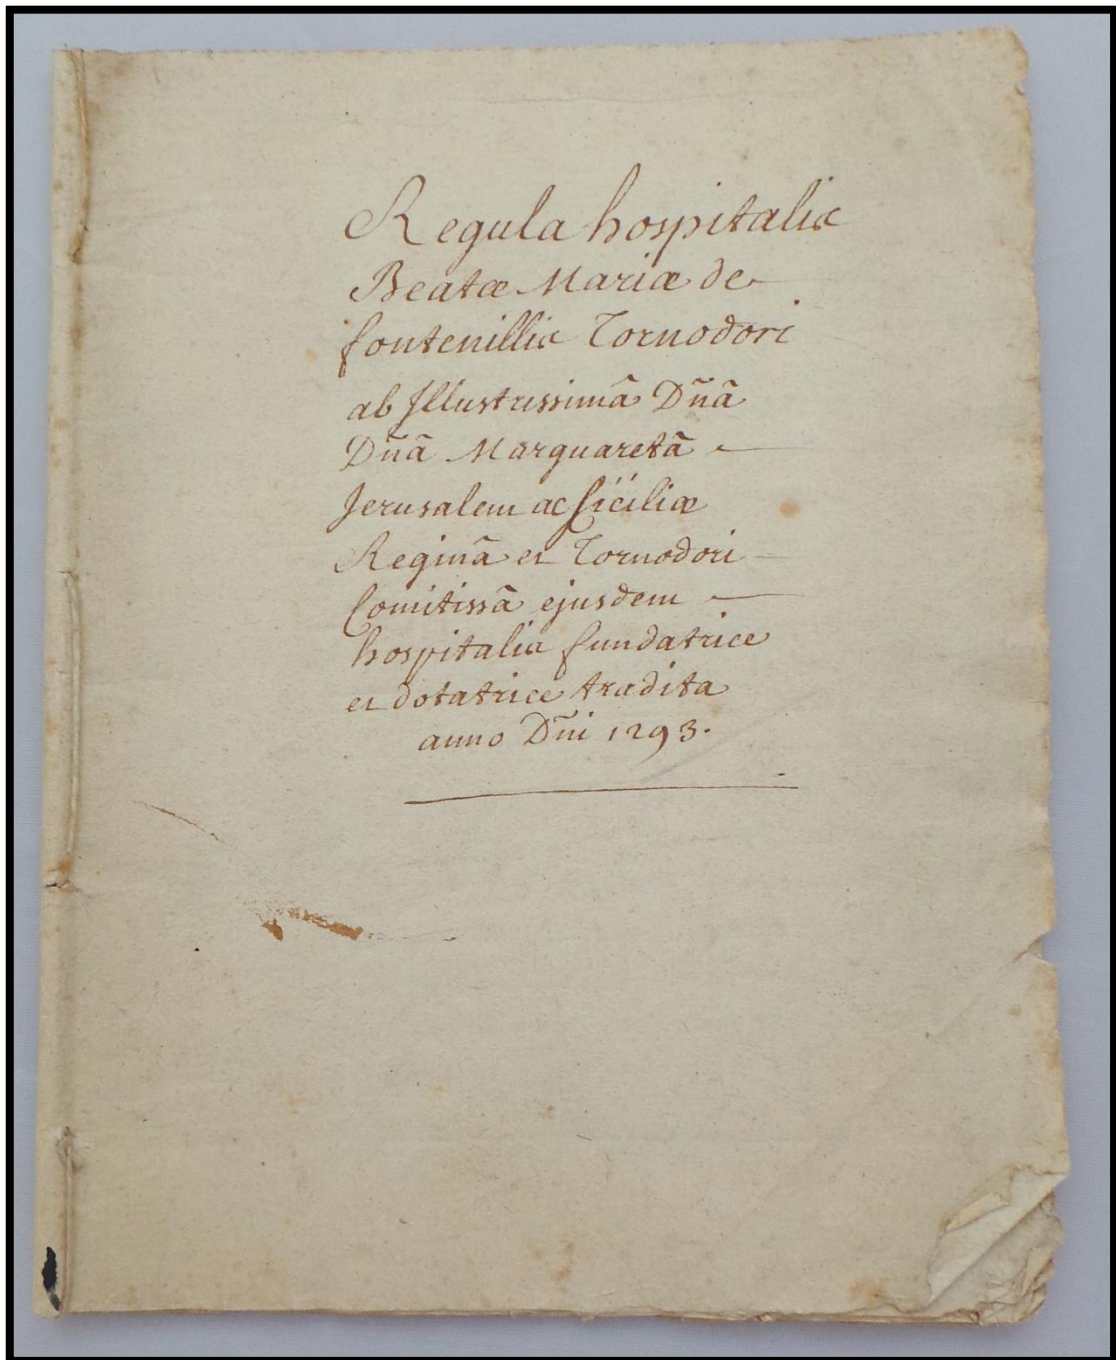 Regula hospitalis
Beatæ Mariæ de
fontenillis Tornodori
ab Illustrissimâ Dñâ
Dñâ Marguaretâ
Jerusalem ac Siciliæ
Reginâ et Tornodori
Comitissâ ejusdem
hospitalis fundatrice
et dotatrice tradita
anno Dñi 1293.